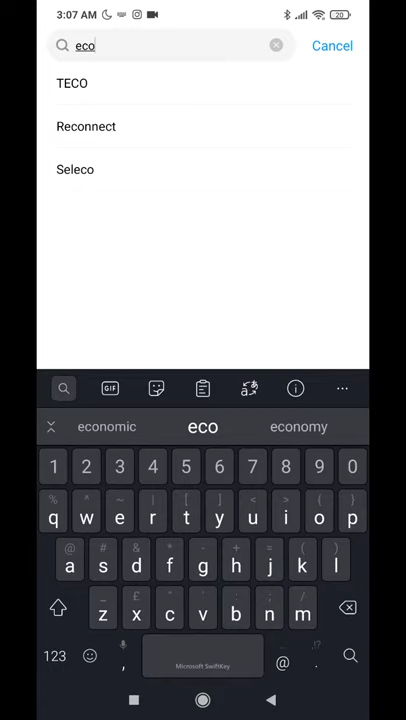 3:07 AM 20
eco Cancel
TECO
Reconnect
Seleco
GIF
economic eco economy
1 2 3 4 5 6 7 8 9 0
% ^ ~ | [ ] < > { }
q w e r t y u i o p
@ # & * - + = ( )
a s d f g h j k l
_ £ " ' : ; /
z x c v b n m
123 , Microsoft SwiftKey @ . ,!?